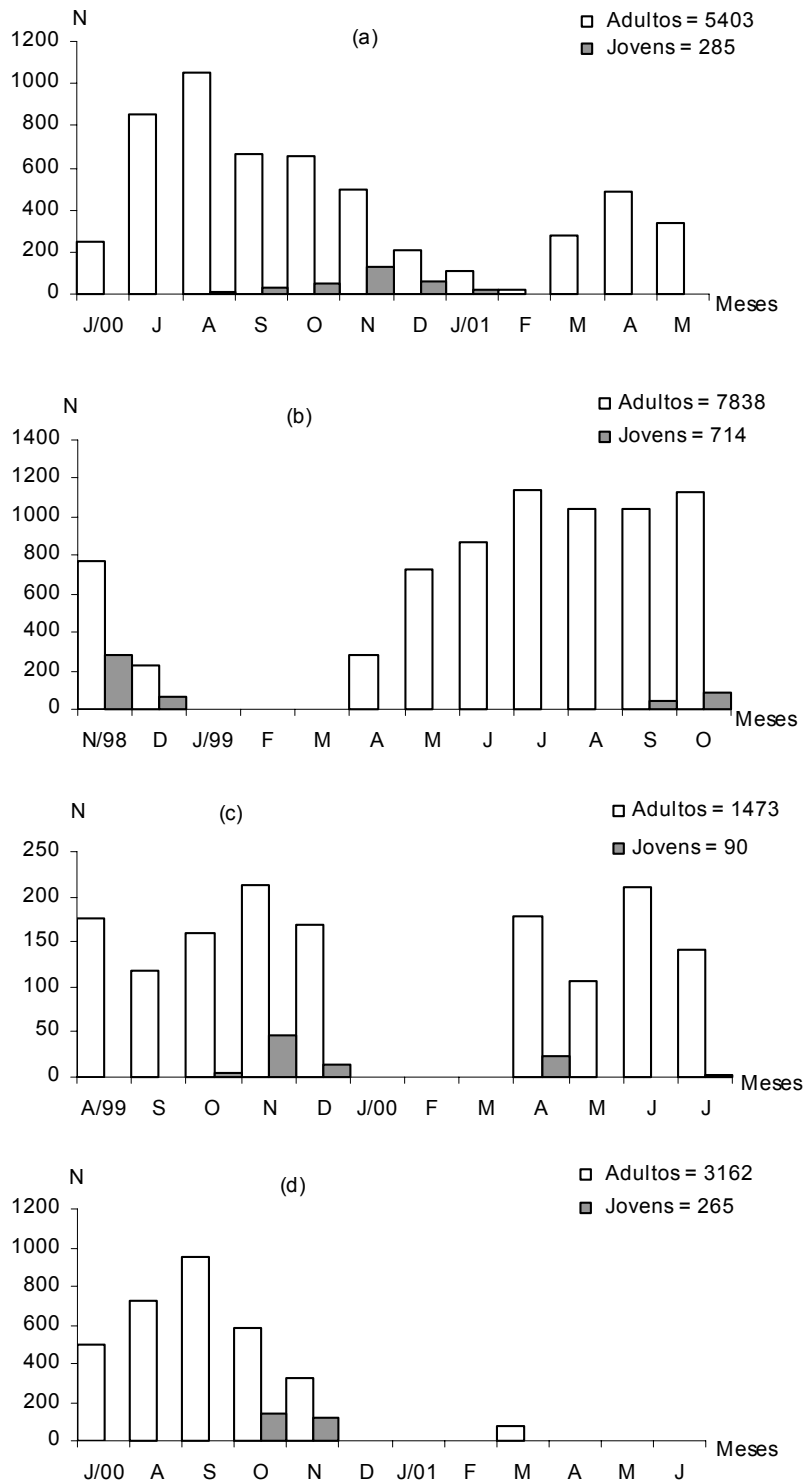 N
(a)
Adultos = 5403
Jovens = 285
1200
1000
800
600
400
200
0
J/00 J A S O N D J/01 F M A M
Meses
N
(b)
Adultos = 7838
Jovens = 714
1400
1200
1000
800
600
400
200
0
N/98 D J/99 F M A M J J A S O
Meses
N
(c)
Adultos = 1473
Jovens = 90
250
200
150
100
50
0
A/99 S O N D J/00 F M A M J J
Meses
N
(d)
Adultos = 3162
Jovens = 265
1200
1000
800
600
400
200
0
J/00 A S O N D J/01 F M A M J
Meses